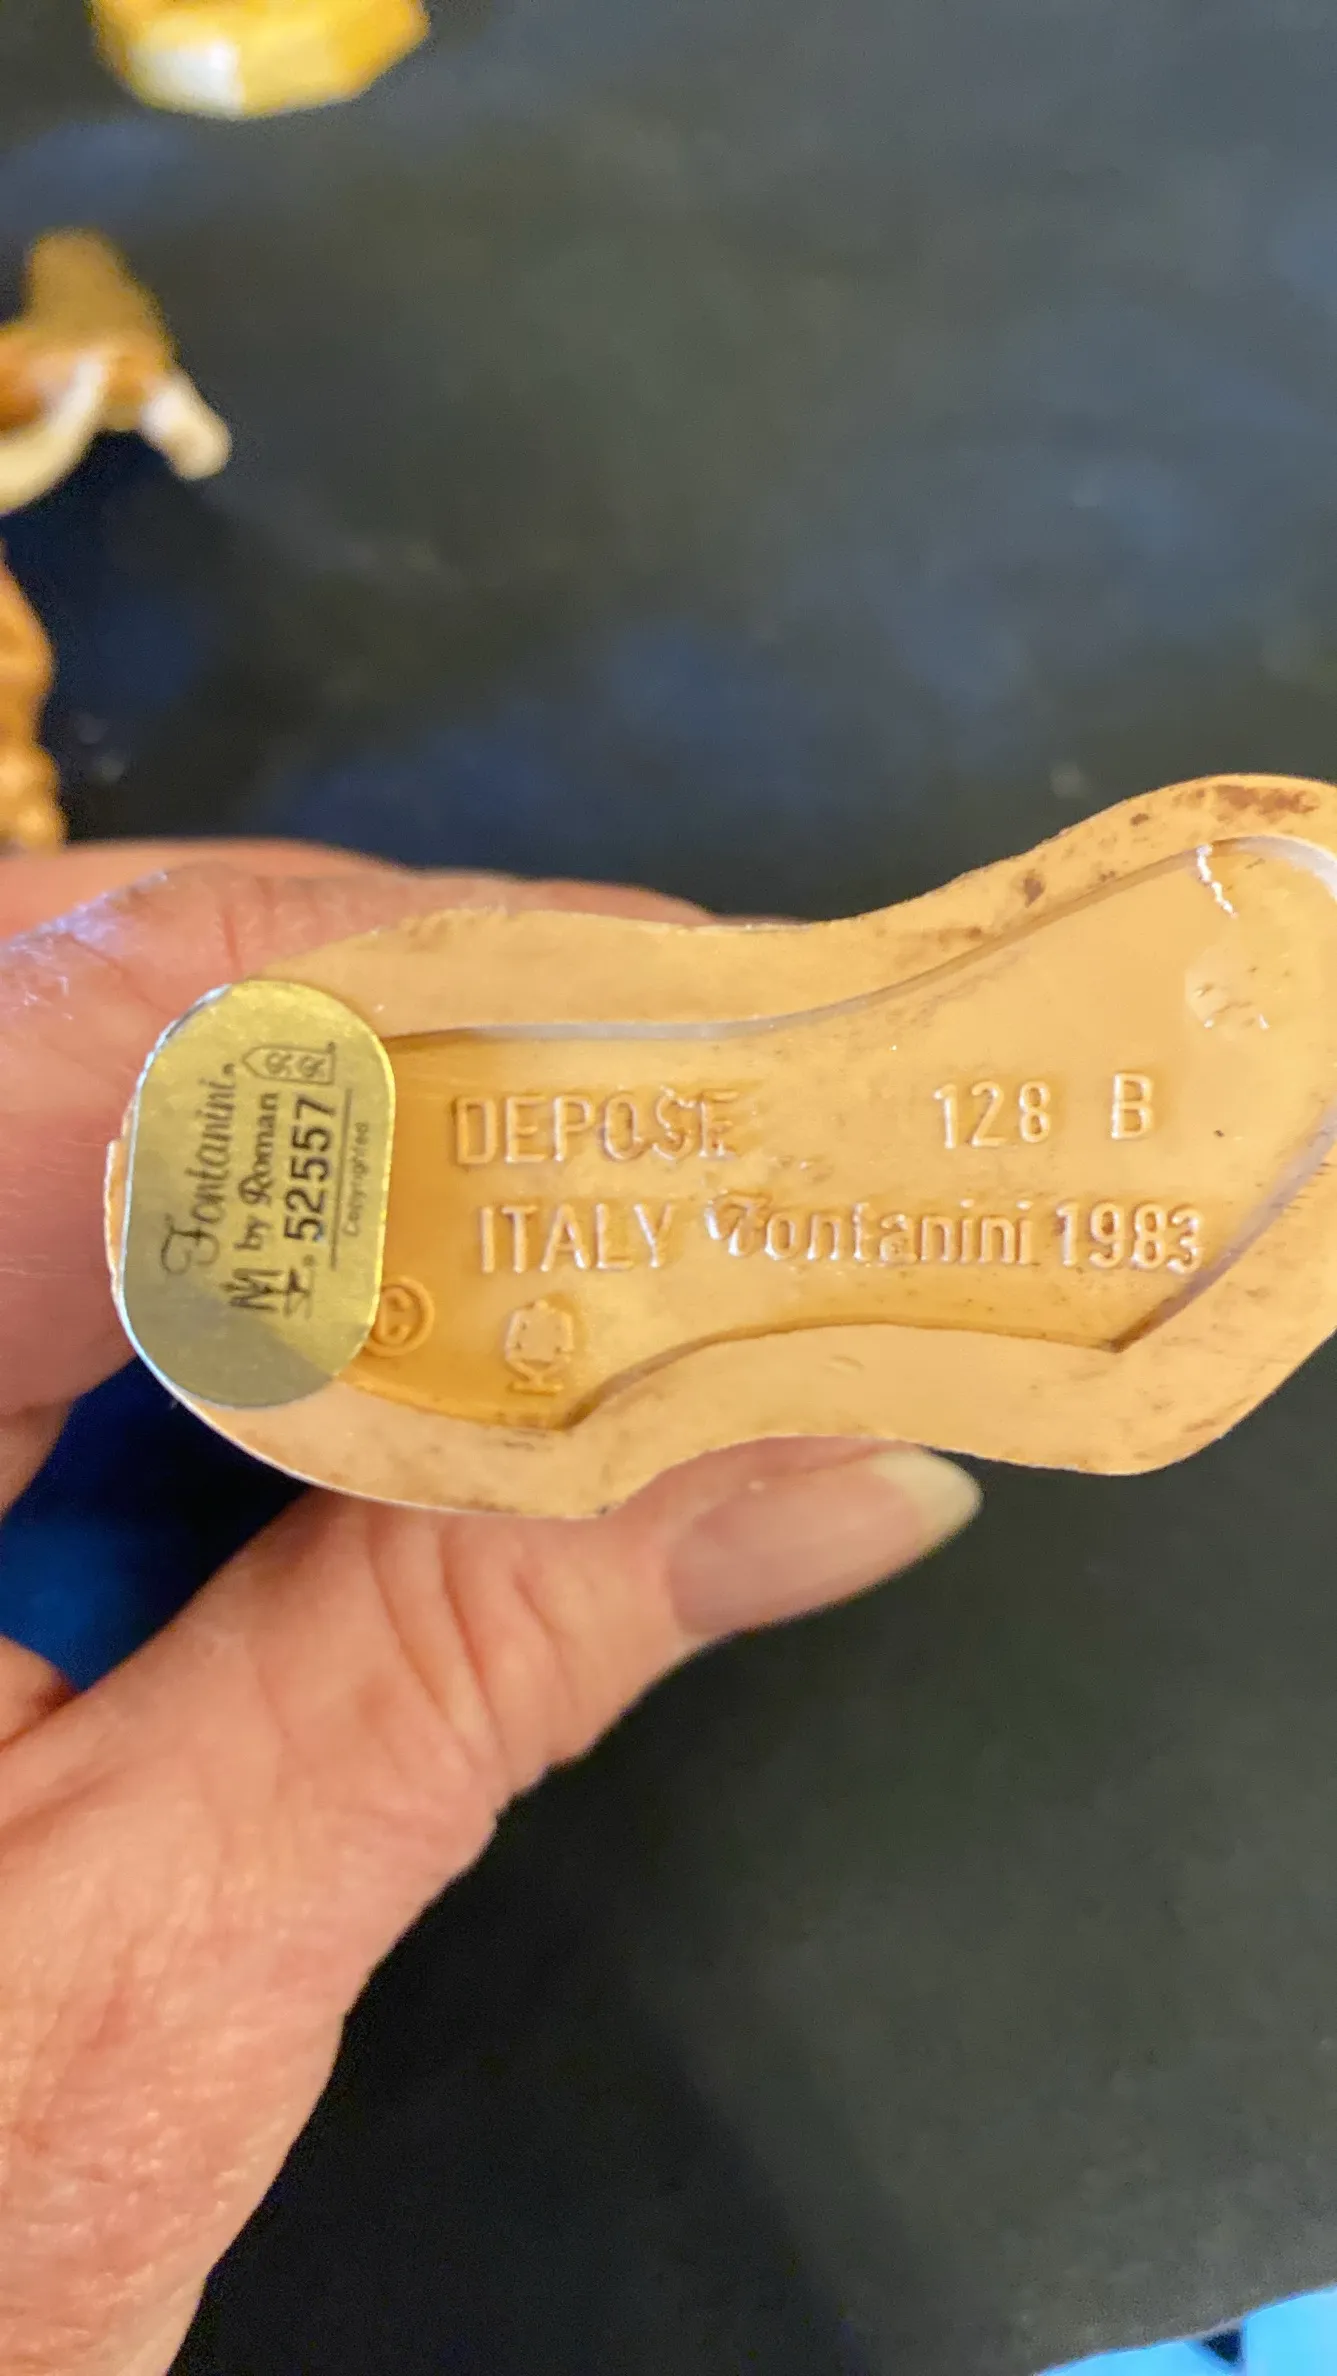 DEPOSE 128 B
ITALY Fontanini 1983
©
Fontanini®
by Roman
52557
Copyrighted